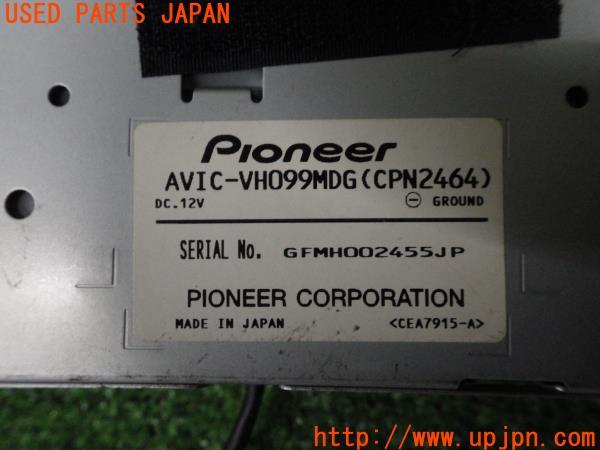 USED PARTS JAPAN
Pioneer
AVIC-VH099MDG(CPN2464)
DC.12V ⊖ GROUND
SERIAL No. GFMH002455JP
PIONEER CORPORATION
MADE IN JAPAN <CEA7915-A>
http://www.upjpn.com/